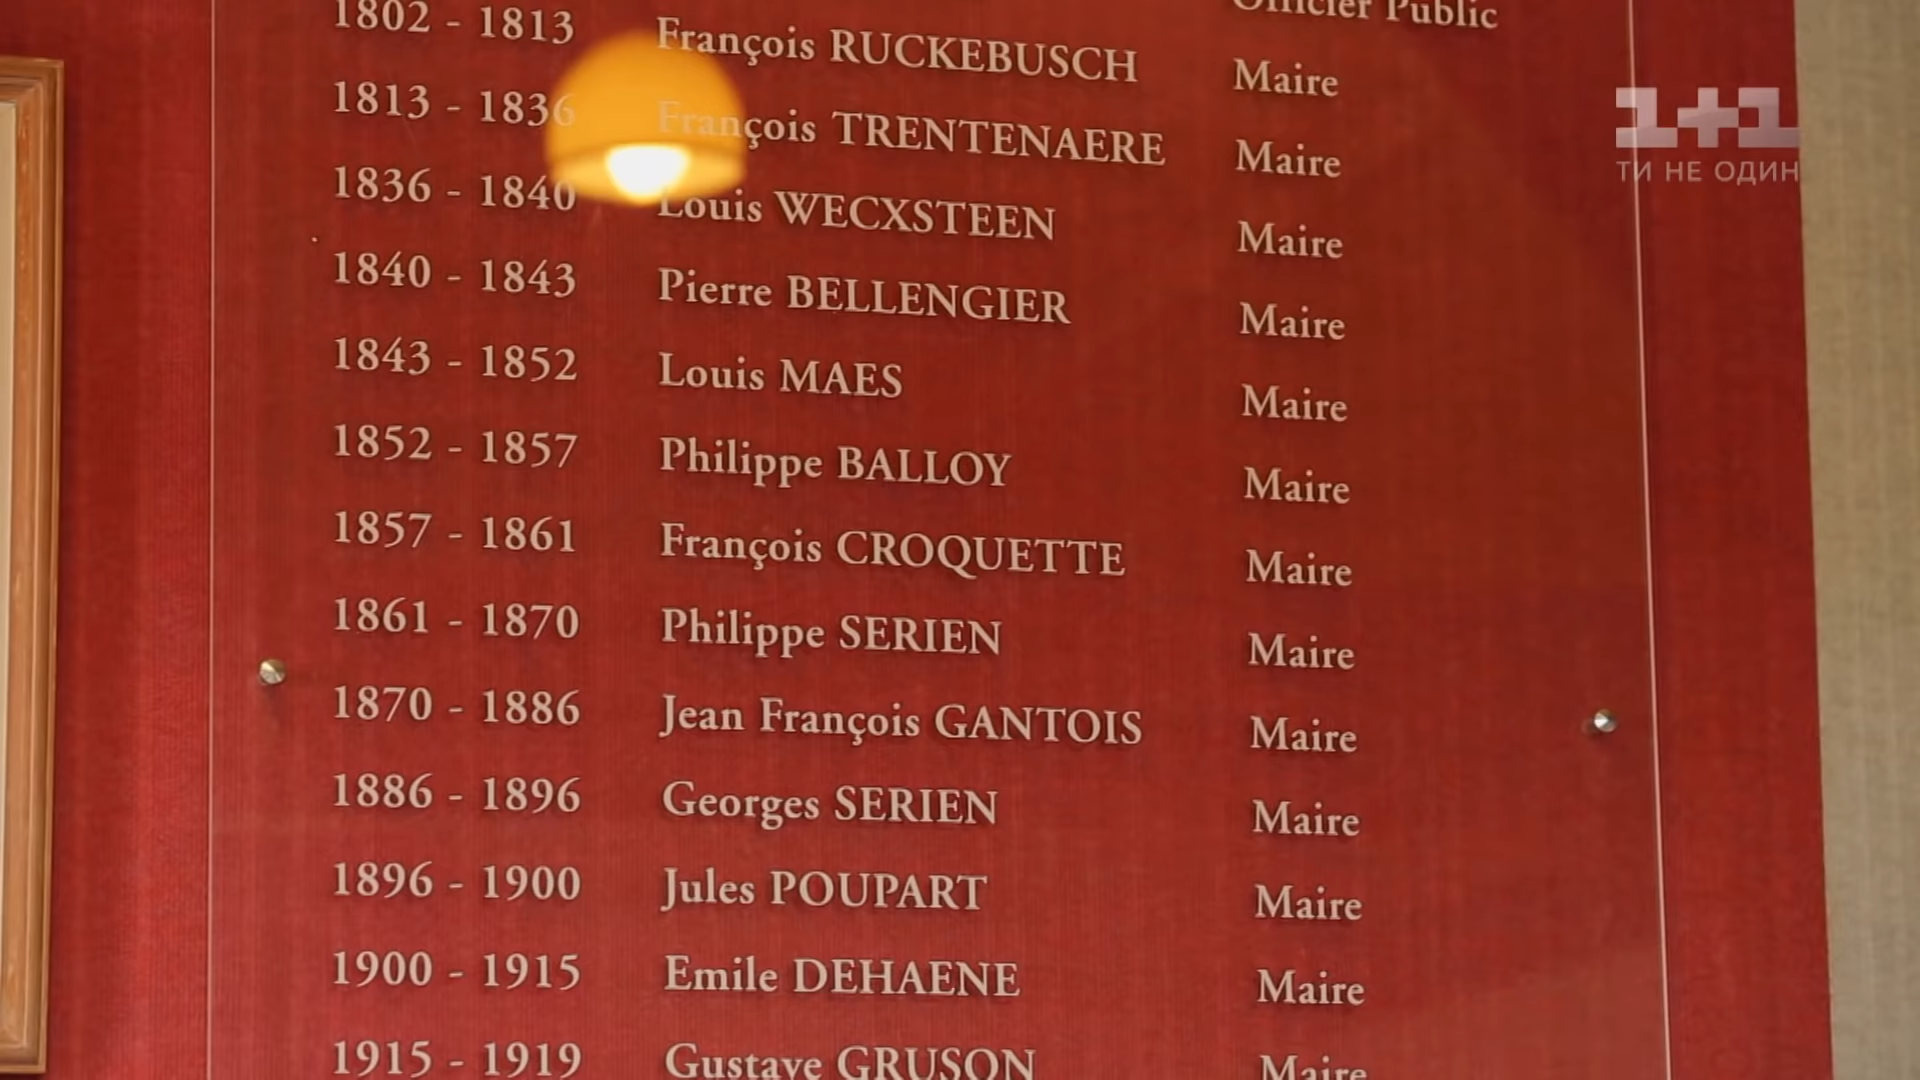 Officier Public
1802 - 1813 François RUCKEBUSCH Maire
1813 - 1836 François TRENTENAERE Maire
1836 - 1840 Louis WECXSTEEN Maire
1840 - 1843 Pierre BELLENGIER Maire
1843 - 1852 Louis MAES Maire
1852 - 1857 Philippe BALLOY Maire
1857 - 1861 François CROQUETTE Maire
1861 - 1870 Philippe SERIEN Maire
1870 - 1886 Jean François GANTOIS Maire
1886 - 1896 Georges SERIEN Maire
1896 - 1900 Jules POUPART Maire
1900 - 1915 Emile DEHAENE Maire
1915 - 1919 Gustave GRUSON Maire
1+1
ТИ НЕ ОДИН